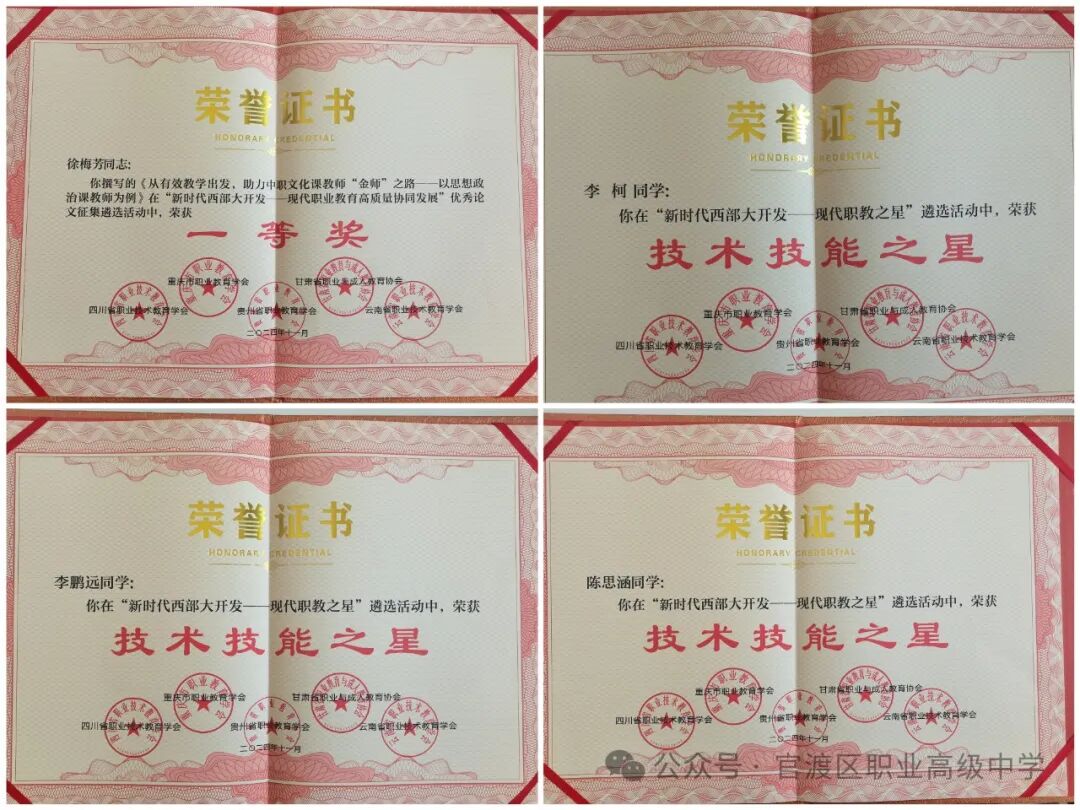 荣誉证书
HONORARY CREDENTIAL
徐梅芳同志：
你撰写的《从有效教学出发，助力中职文化课教师“金师”之路——以思想政
治课教师为例》在“新时代西部大开发——现代职业教育高质量协同发展”优秀论
文征集遴选活动中，荣获
一等奖
重庆市职业教育学会 甘肃省职业与成人教育协会
四川省职业技术教育学会 贵州省职业教育学会 云南省职业技术教育学会
二〇二四年十一月
荣誉证书
HONORARY CREDENTIAL
李 柯 同学：
你在“新时代西部大开发——现代职教之星”遴选活动中，荣获
技术技能之星
重庆市职业教育学会 甘肃省职业与成人教育协会
四川省职业技术教育学会 贵州省职业教育学会 云南省职业技术教育学会
二〇二四年十一月
荣誉证书
HONORARY CREDENTIAL
李鹏远同学：
你在“新时代西部大开发——现代职教之星”遴选活动中，荣获
技术技能之星
重庆市职业教育学会 甘肃省职业与成人教育协会
四川省职业技术教育学会 贵州省职业教育学会 云南省职业技术教育学会
二〇二四年十一月
荣誉证书
HONORARY CREDENTIAL
陈思涵同学：
你在“新时代西部大开发——现代职教之星”遴选活动中，荣获
技术技能之星
重庆市职业教育学会 甘肃省职业与成人教育协会
四川省职业技术教育学会 贵州省职业教育学会 云南省职业技术教育学会
二〇二四年十一月
公众号·官渡区职业高级中学